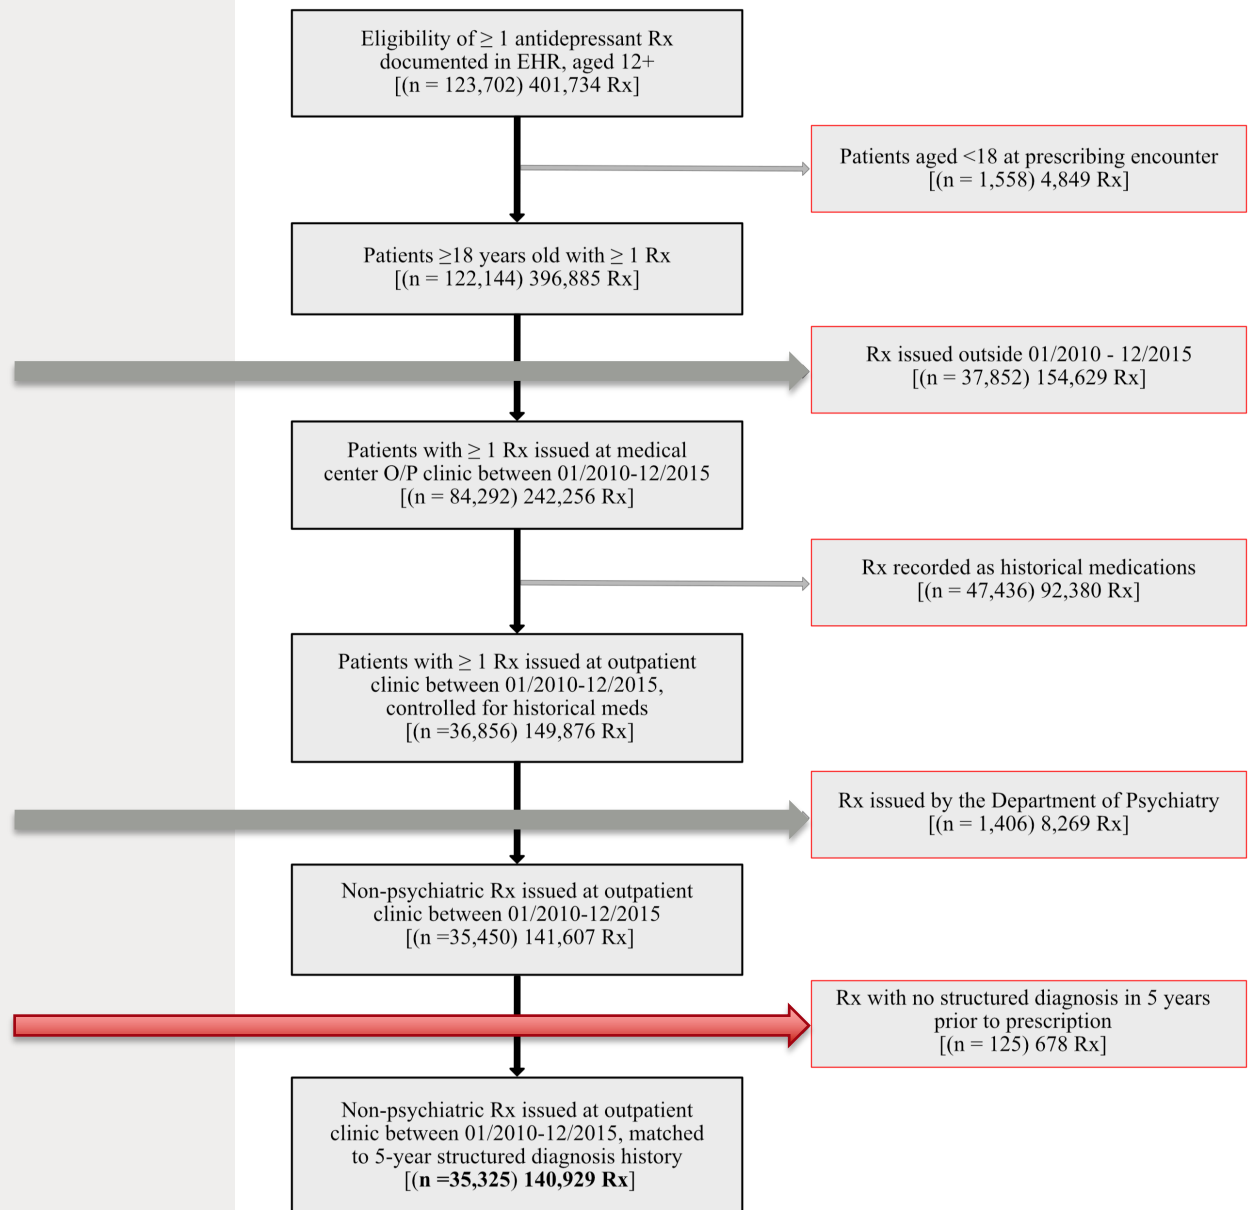 Eligibility of ≥ 1 antidepressant Rx
documented in EHR, aged 12+
[(n = 123,702) 401,734 Rx]
Patients aged <18 at prescribing encounter
[(n = 1,558) 4,849 Rx]
Patients ≥18 years old with ≥ 1 Rx
[(n = 122,144) 396,885 Rx]
Rx issued outside 01/2010 - 12/2015
[(n = 37,852) 154,629 Rx]
Patients with ≥ 1 Rx issued at medical
center O/P clinic between 01/2010-12/2015
[(n = 84,292) 242,256 Rx]
Rx recorded as historical medications
[(n = 47,436) 92,380 Rx]
Patients with ≥ 1 Rx issued at outpatient
clinic between 01/2010-12/2015,
controlled for historical meds
[(n =36,856) 149,876 Rx]
Rx issued by the Department of Psychiatry
[(n = 1,406) 8,269 Rx]
Non-psychiatric Rx issued at outpatient
clinic between 01/2010-12/2015
[(n =35,450) 141,607 Rx]
Rx with no structured diagnosis in 5 years
prior to prescription
[(n = 125) 678 Rx]
Non-psychiatric Rx issued at outpatient
clinic between 01/2010-12/2015, matched
to 5-year structured diagnosis history
[(n =35,325) 140,929 Rx]